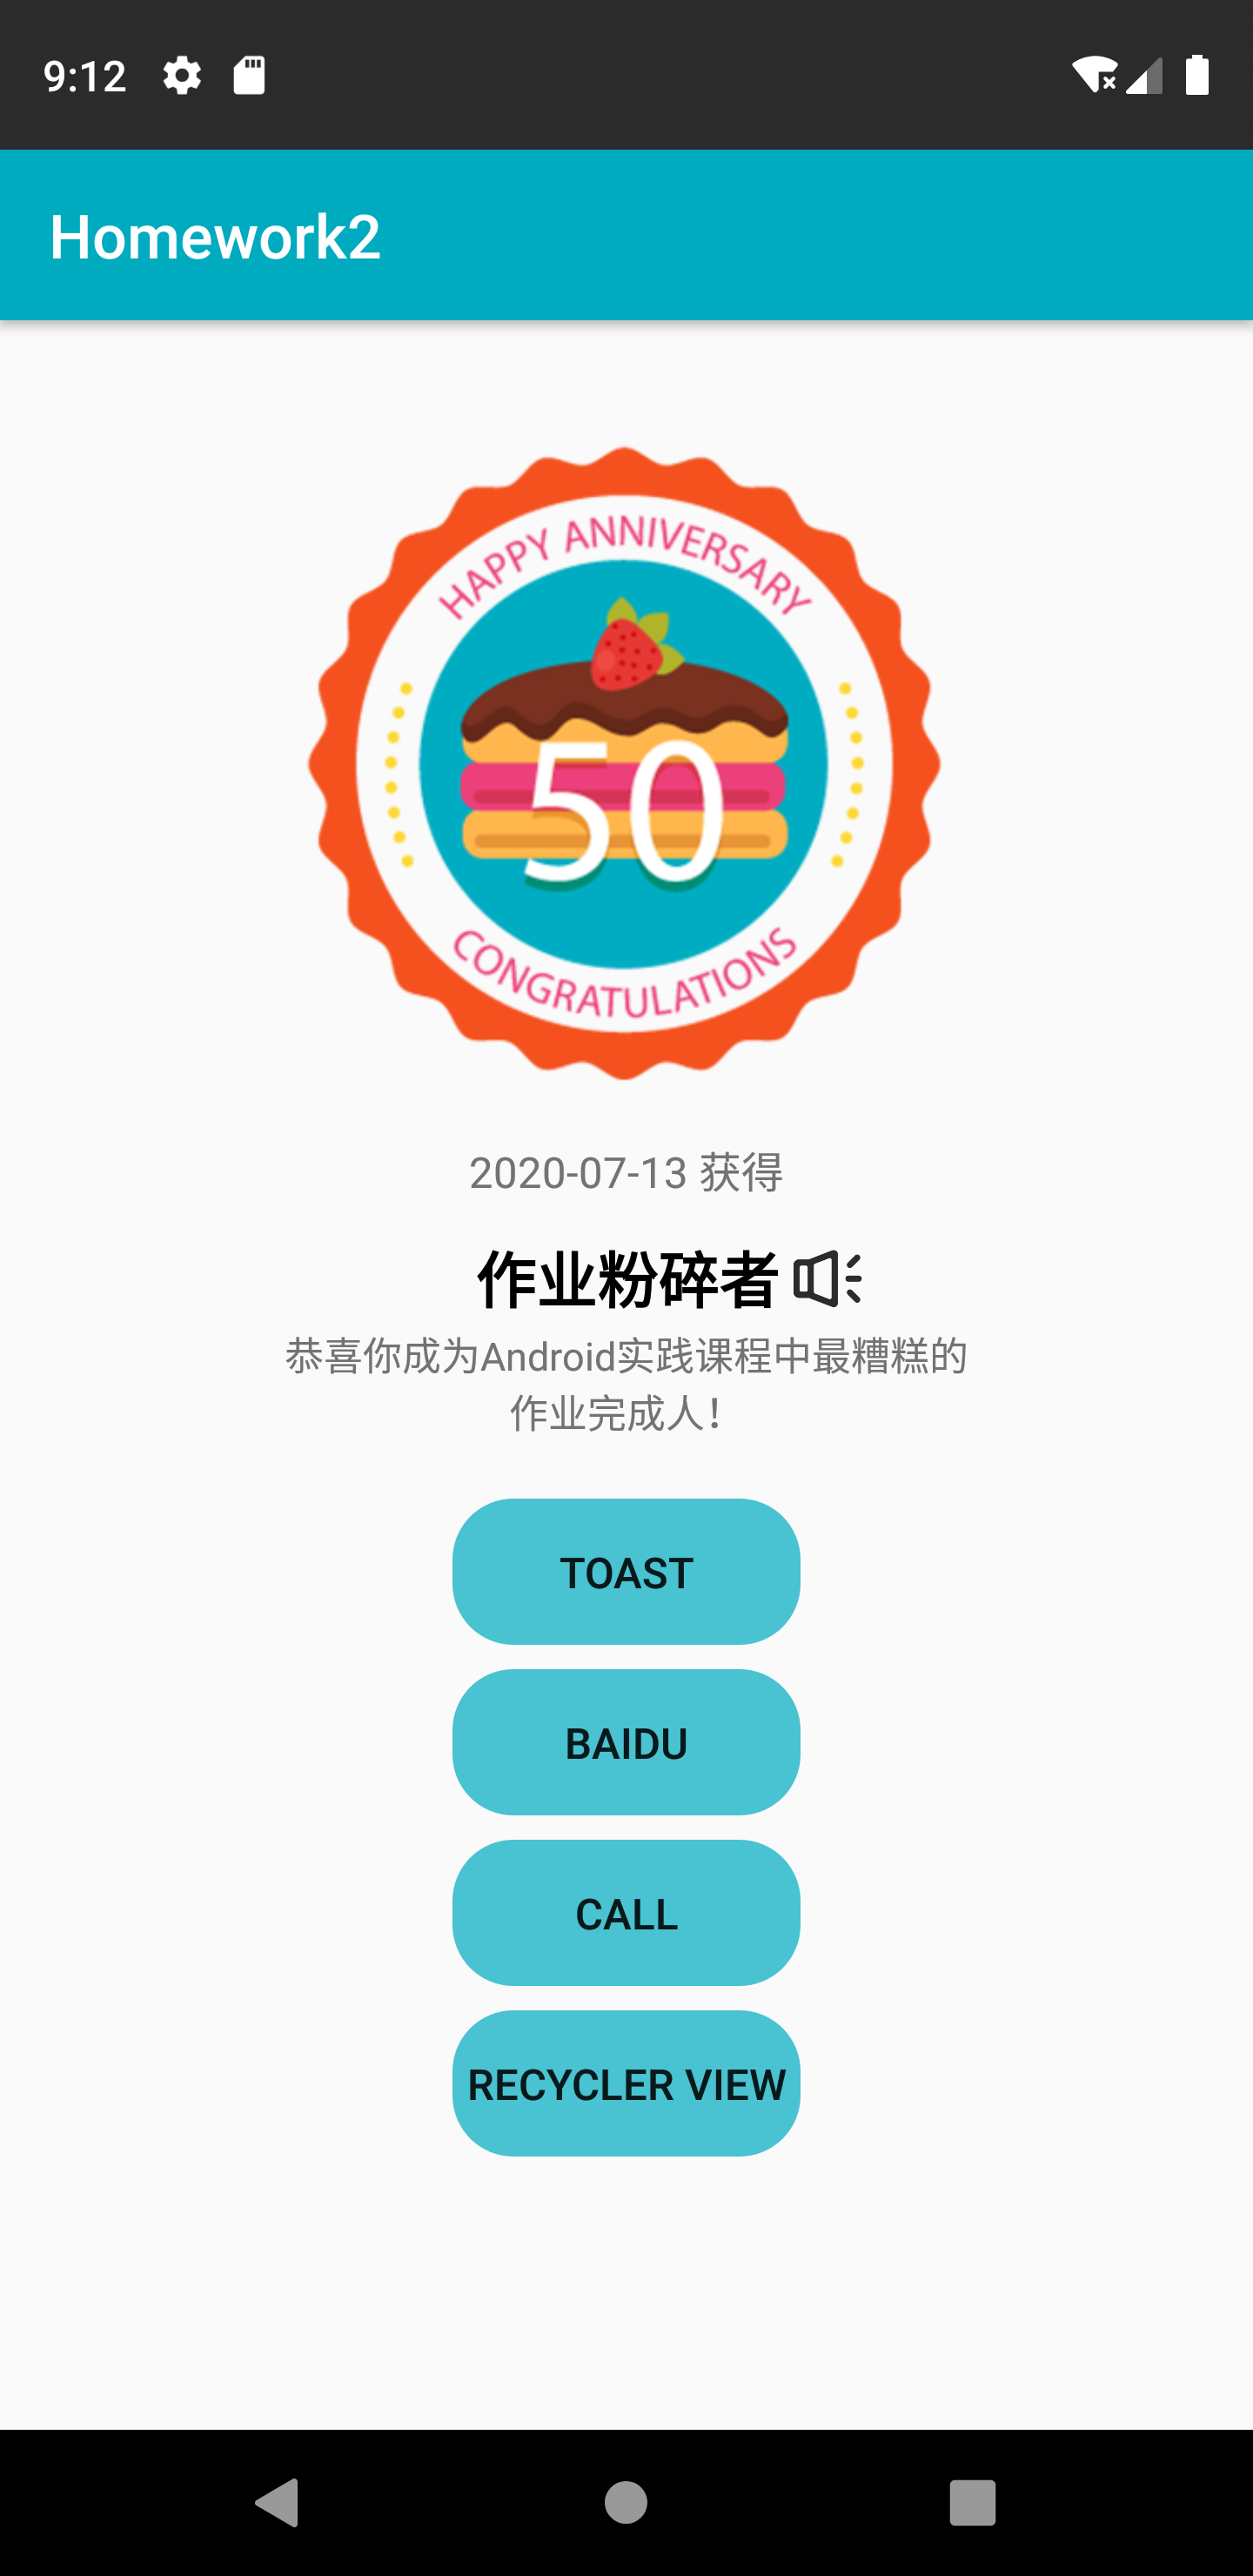 9:12
Homework2
HAPPY ANNIVERSARY
50
CONGRATULATIONS
2020-07-13 获得
作业粉碎者
恭喜你成为Android实践课程中最糟糕的
作业完成人！
TOAST
BAIDU
CALL
RECYCLER VIEW